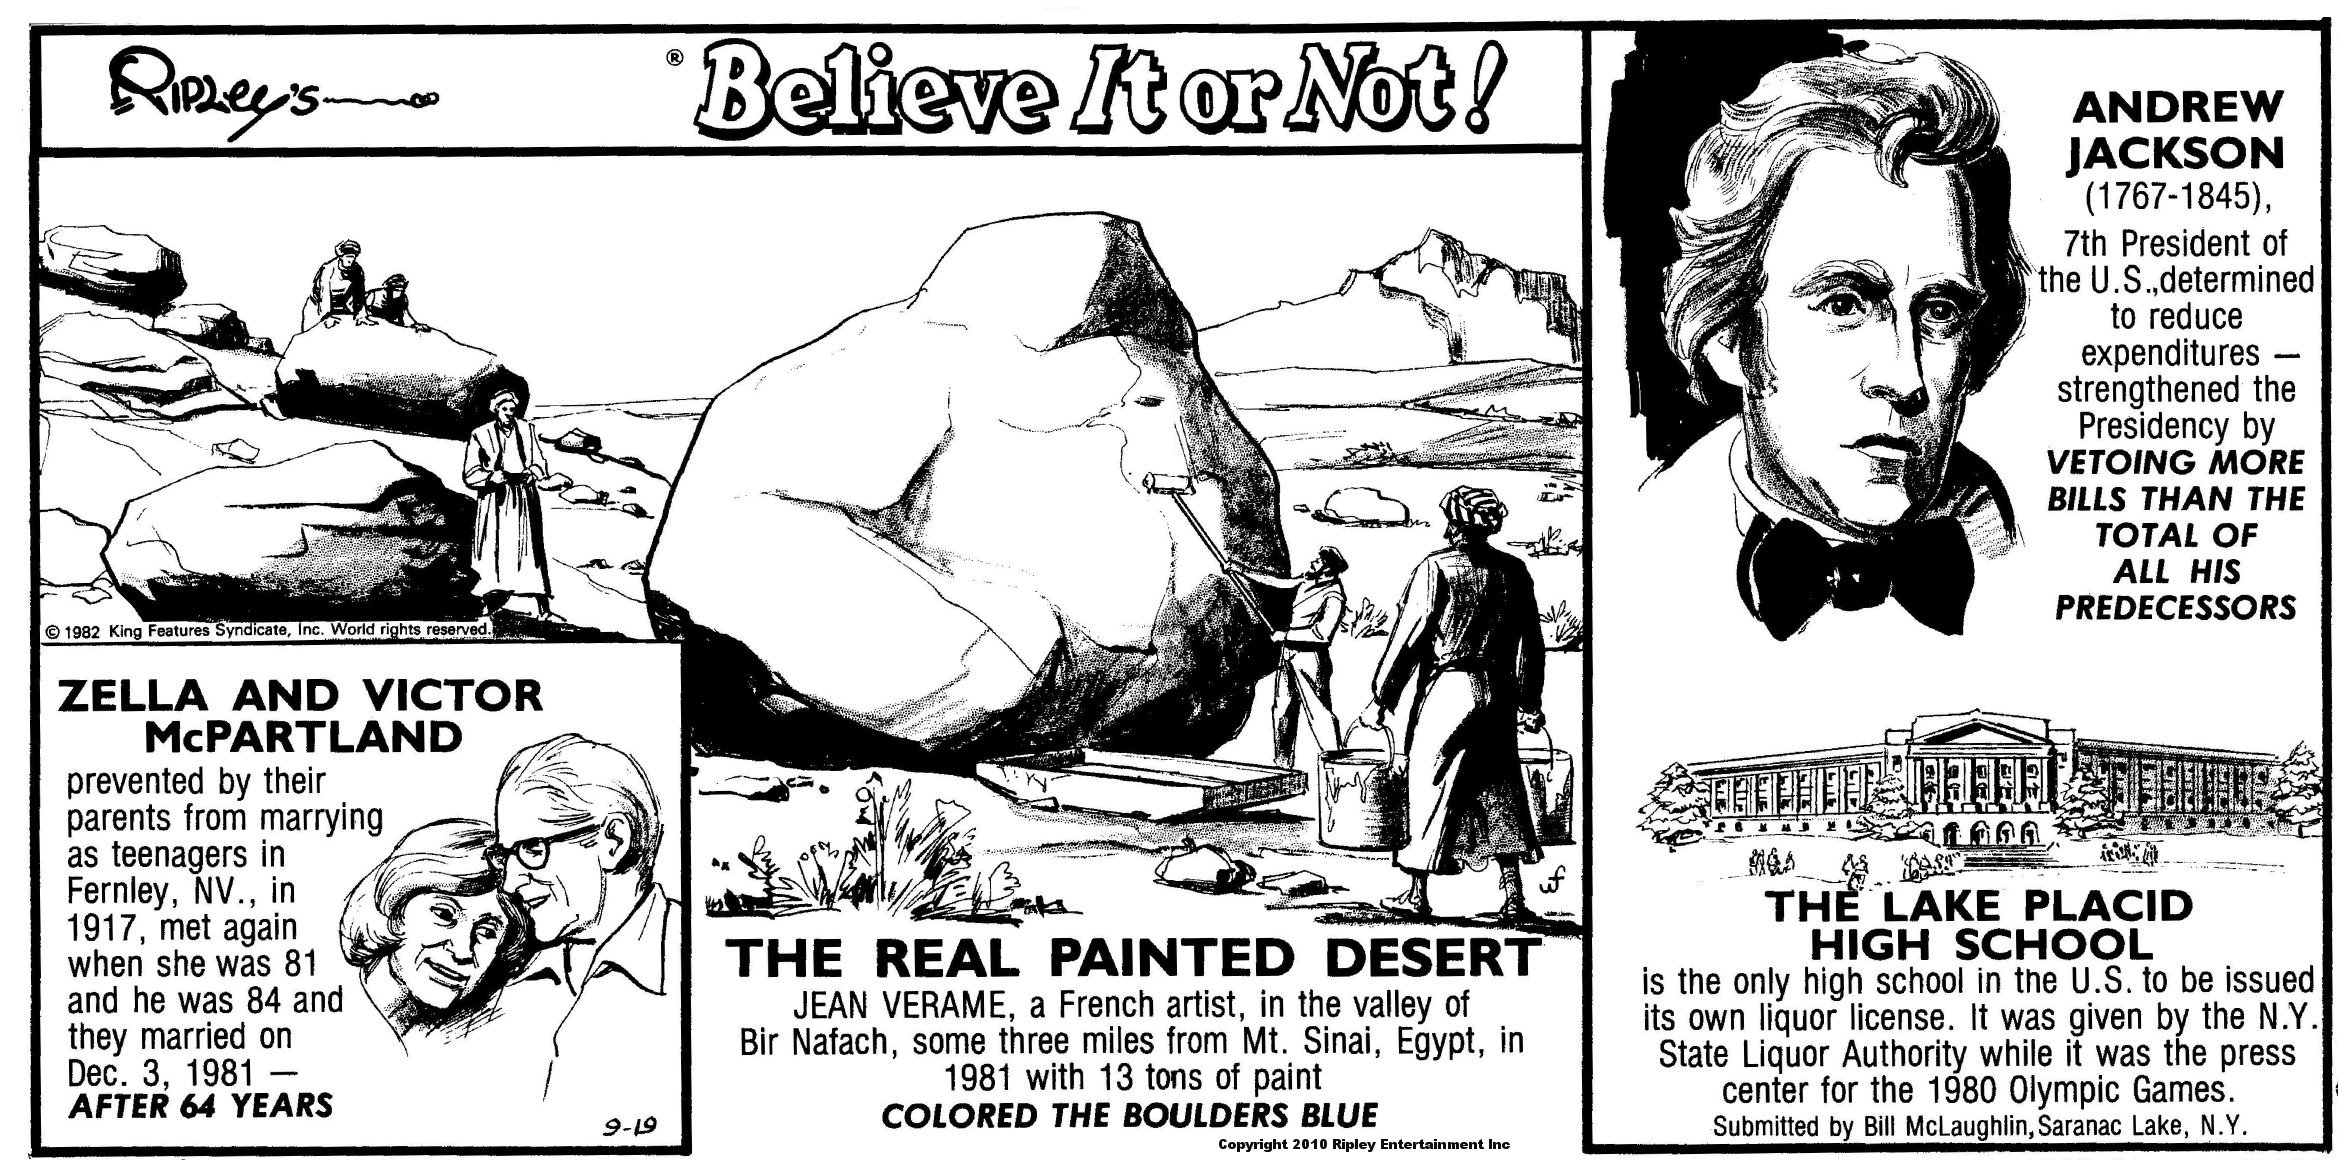 RIPLEY'S
® Believe It or Not!
© 1982 King Features Syndicate, Inc. World rights reserved.
ZELLA AND VICTOR
McPARTLAND
prevented by their
parents from marrying
as teenagers in
Fernley, NV., in
1917, met again
when she was 81
and he was 84 and
they married on
Dec. 3, 1981 —
AFTER 64 YEARS
9-19
THE REAL PAINTED DESERT
JEAN VERAME, a French artist, in the valley of
Bir Nafach, some three miles from Mt. Sinai, Egypt, in
1981 with 13 tons of paint
COLORED THE BOULDERS BLUE
Copyright 2010 Ripley Entertainment Inc
ANDREW
JACKSON
(1767-1845),
7th President of
the U.S.,determined
to reduce
expenditures —
strengthened the
Presidency by
VETOING MORE
BILLS THAN THE
TOTAL OF
ALL HIS
PREDECESSORS
THE LAKE PLACID
HIGH SCHOOL
is the only high school in the U.S. to be issued
its own liquor license. It was given by the N.Y.
State Liquor Authority while it was the press
center for the 1980 Olympic Games.
Submitted by Bill McLaughlin, Saranac Lake, N.Y.